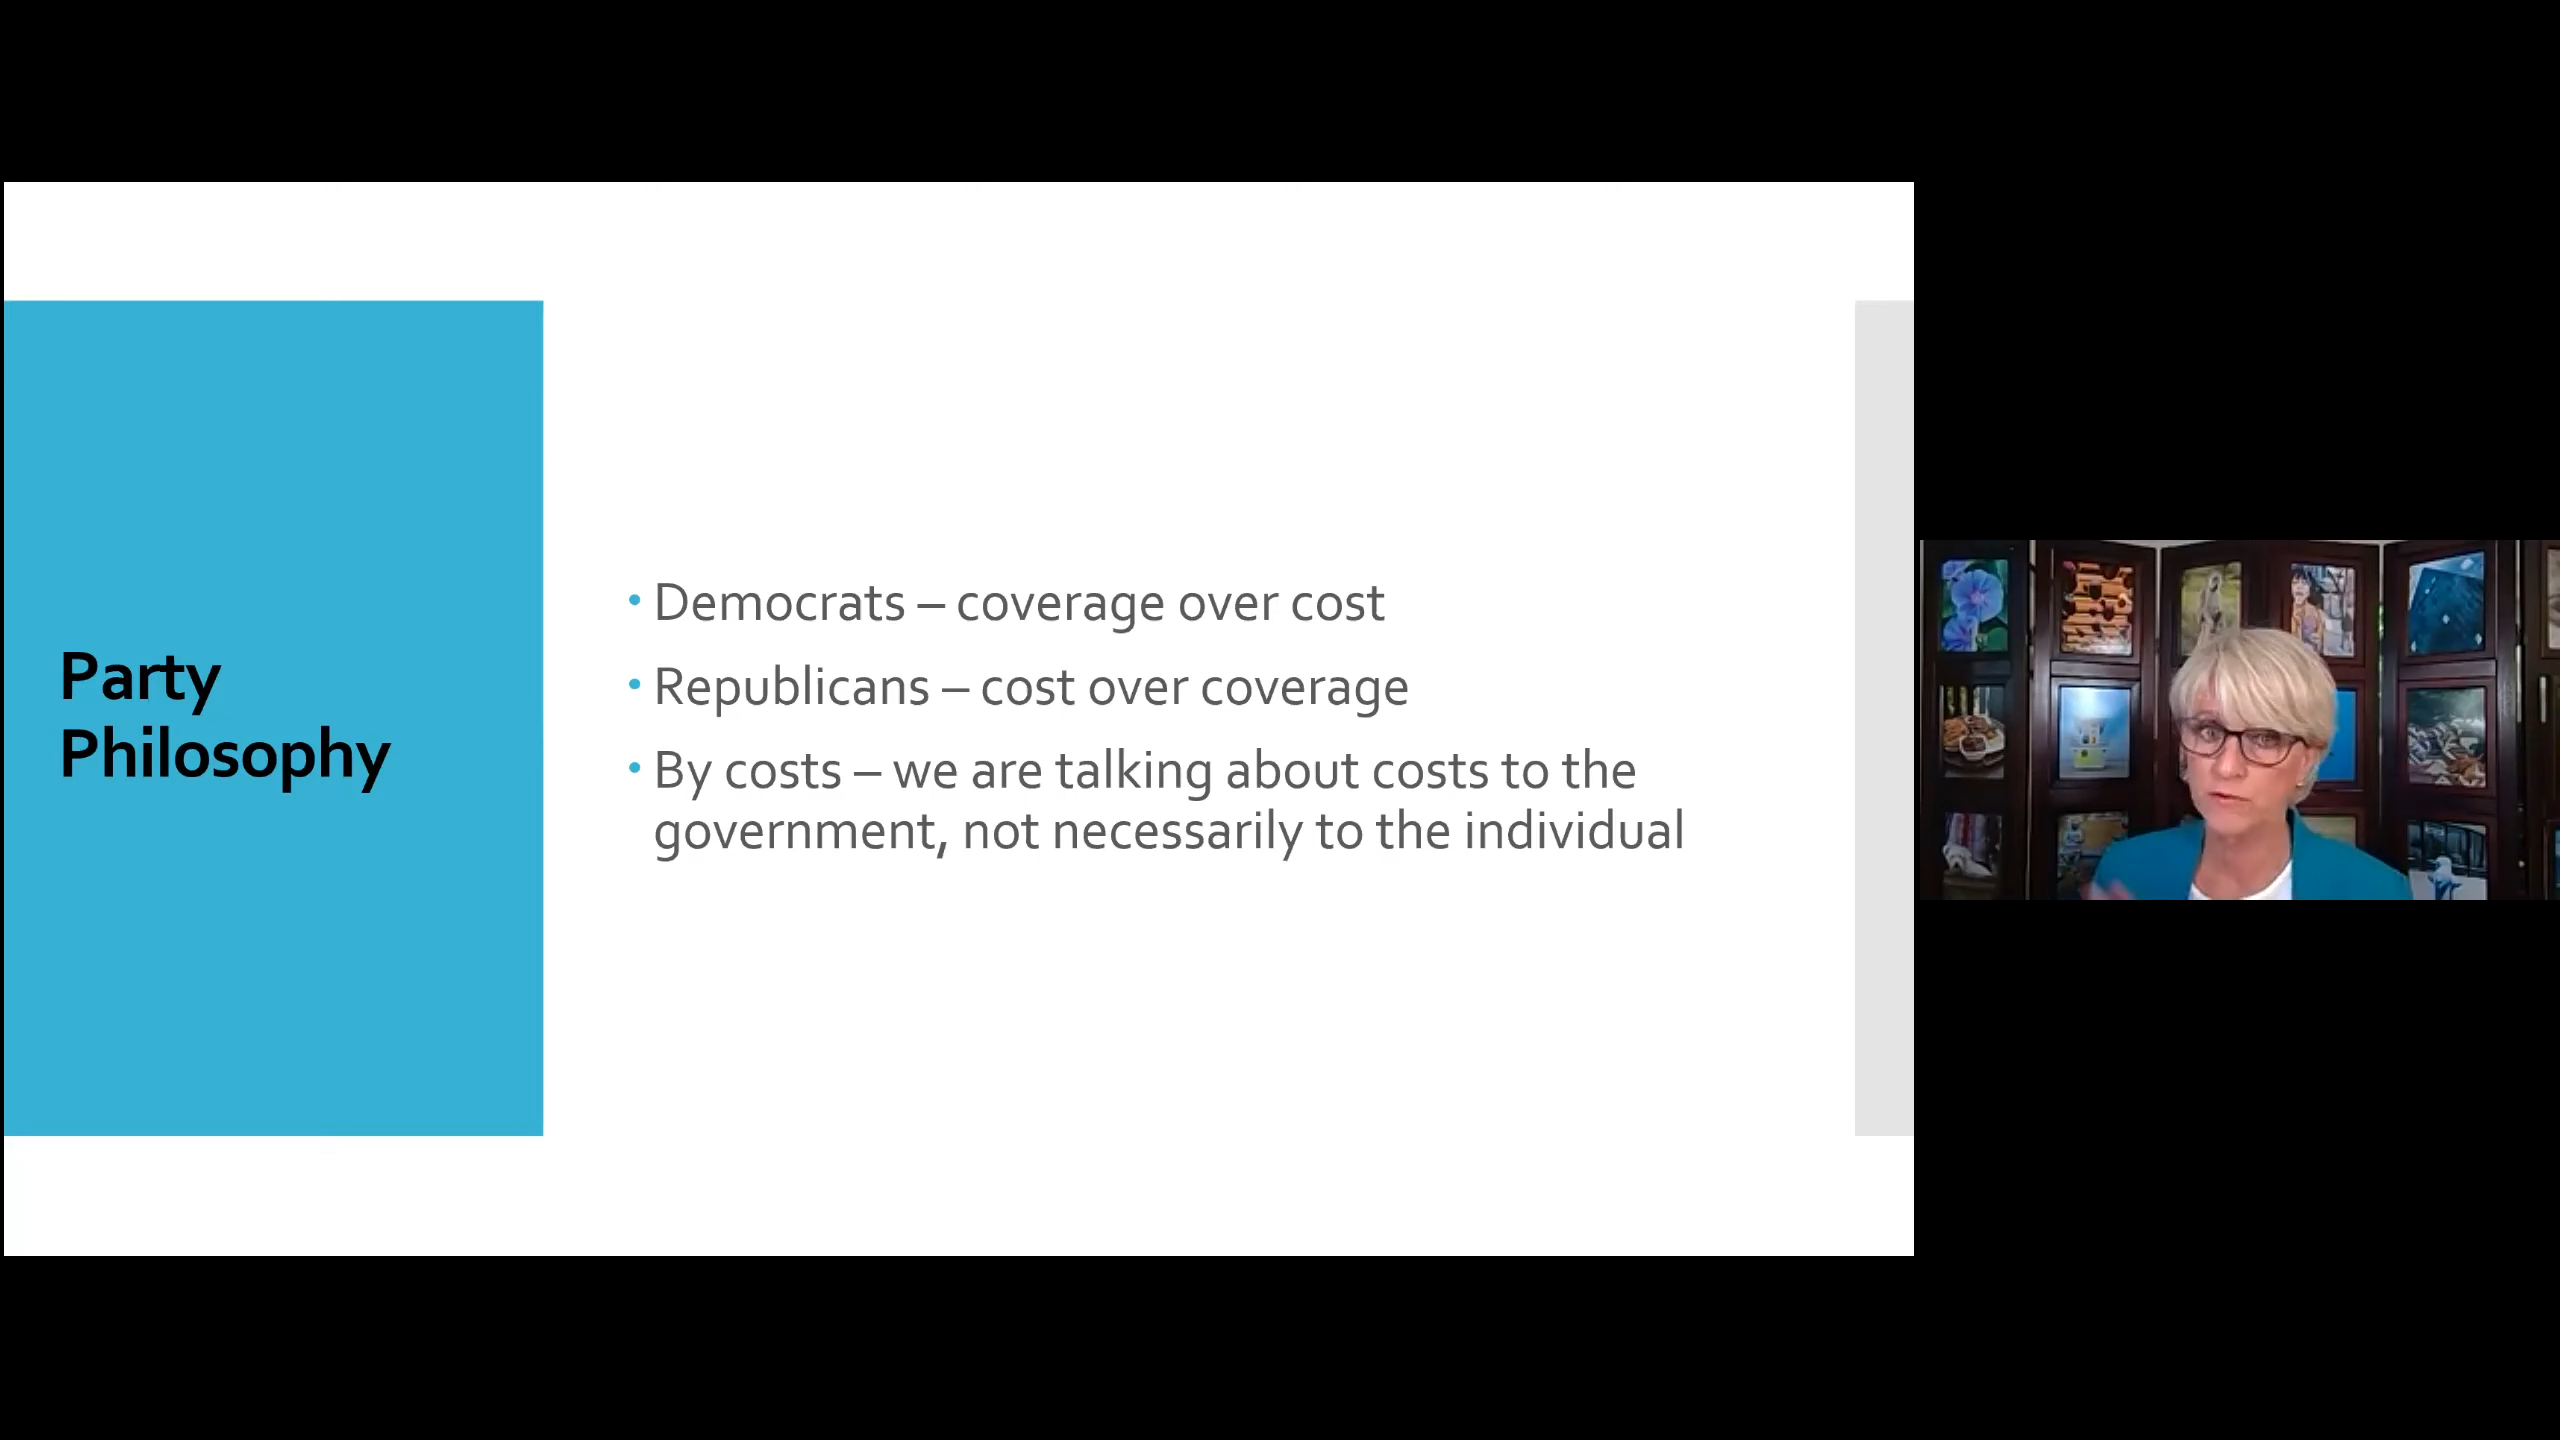 Party
Philosophy
• Democrats – coverage over cost
• Republicans – cost over coverage
• By costs – we are talking about costs to the
government, not necessarily to the individual